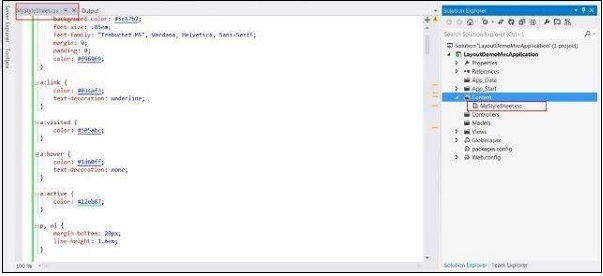 MyStyleSheet.css Output
background-color: #5c87b2;
font-size: .85em;
font-family: "Trebuchet MS", Verdana, Helvetica, Sans-Serif;
margin: 0;
padding: 0;
color: #696969;
}
a:link {
color: #034af3;
text-decoration: underline;
}
a:visited {
color: #505abc;
}
a:hover {
color: #1d60ff;
text-decoration: none;
}
a:active {
color: #12eb87;
}
p, ul {
margin-bottom: 20px;
line-height: 1.6em;
}
100 %
Server Explorer
Toolbox
Solution Explorer
Search Solution Explorer (Ctrl+;)
Solution 'LayoutDemoMvcApplication' (1 project)
LayoutDemoMvcApplication
Properties
References
App_Data
App_Start
Content
MyStyleSheet.css
Controllers
Models
Views
Global.asax
packages.config
Web.config
Solution Explorer Team Explorer